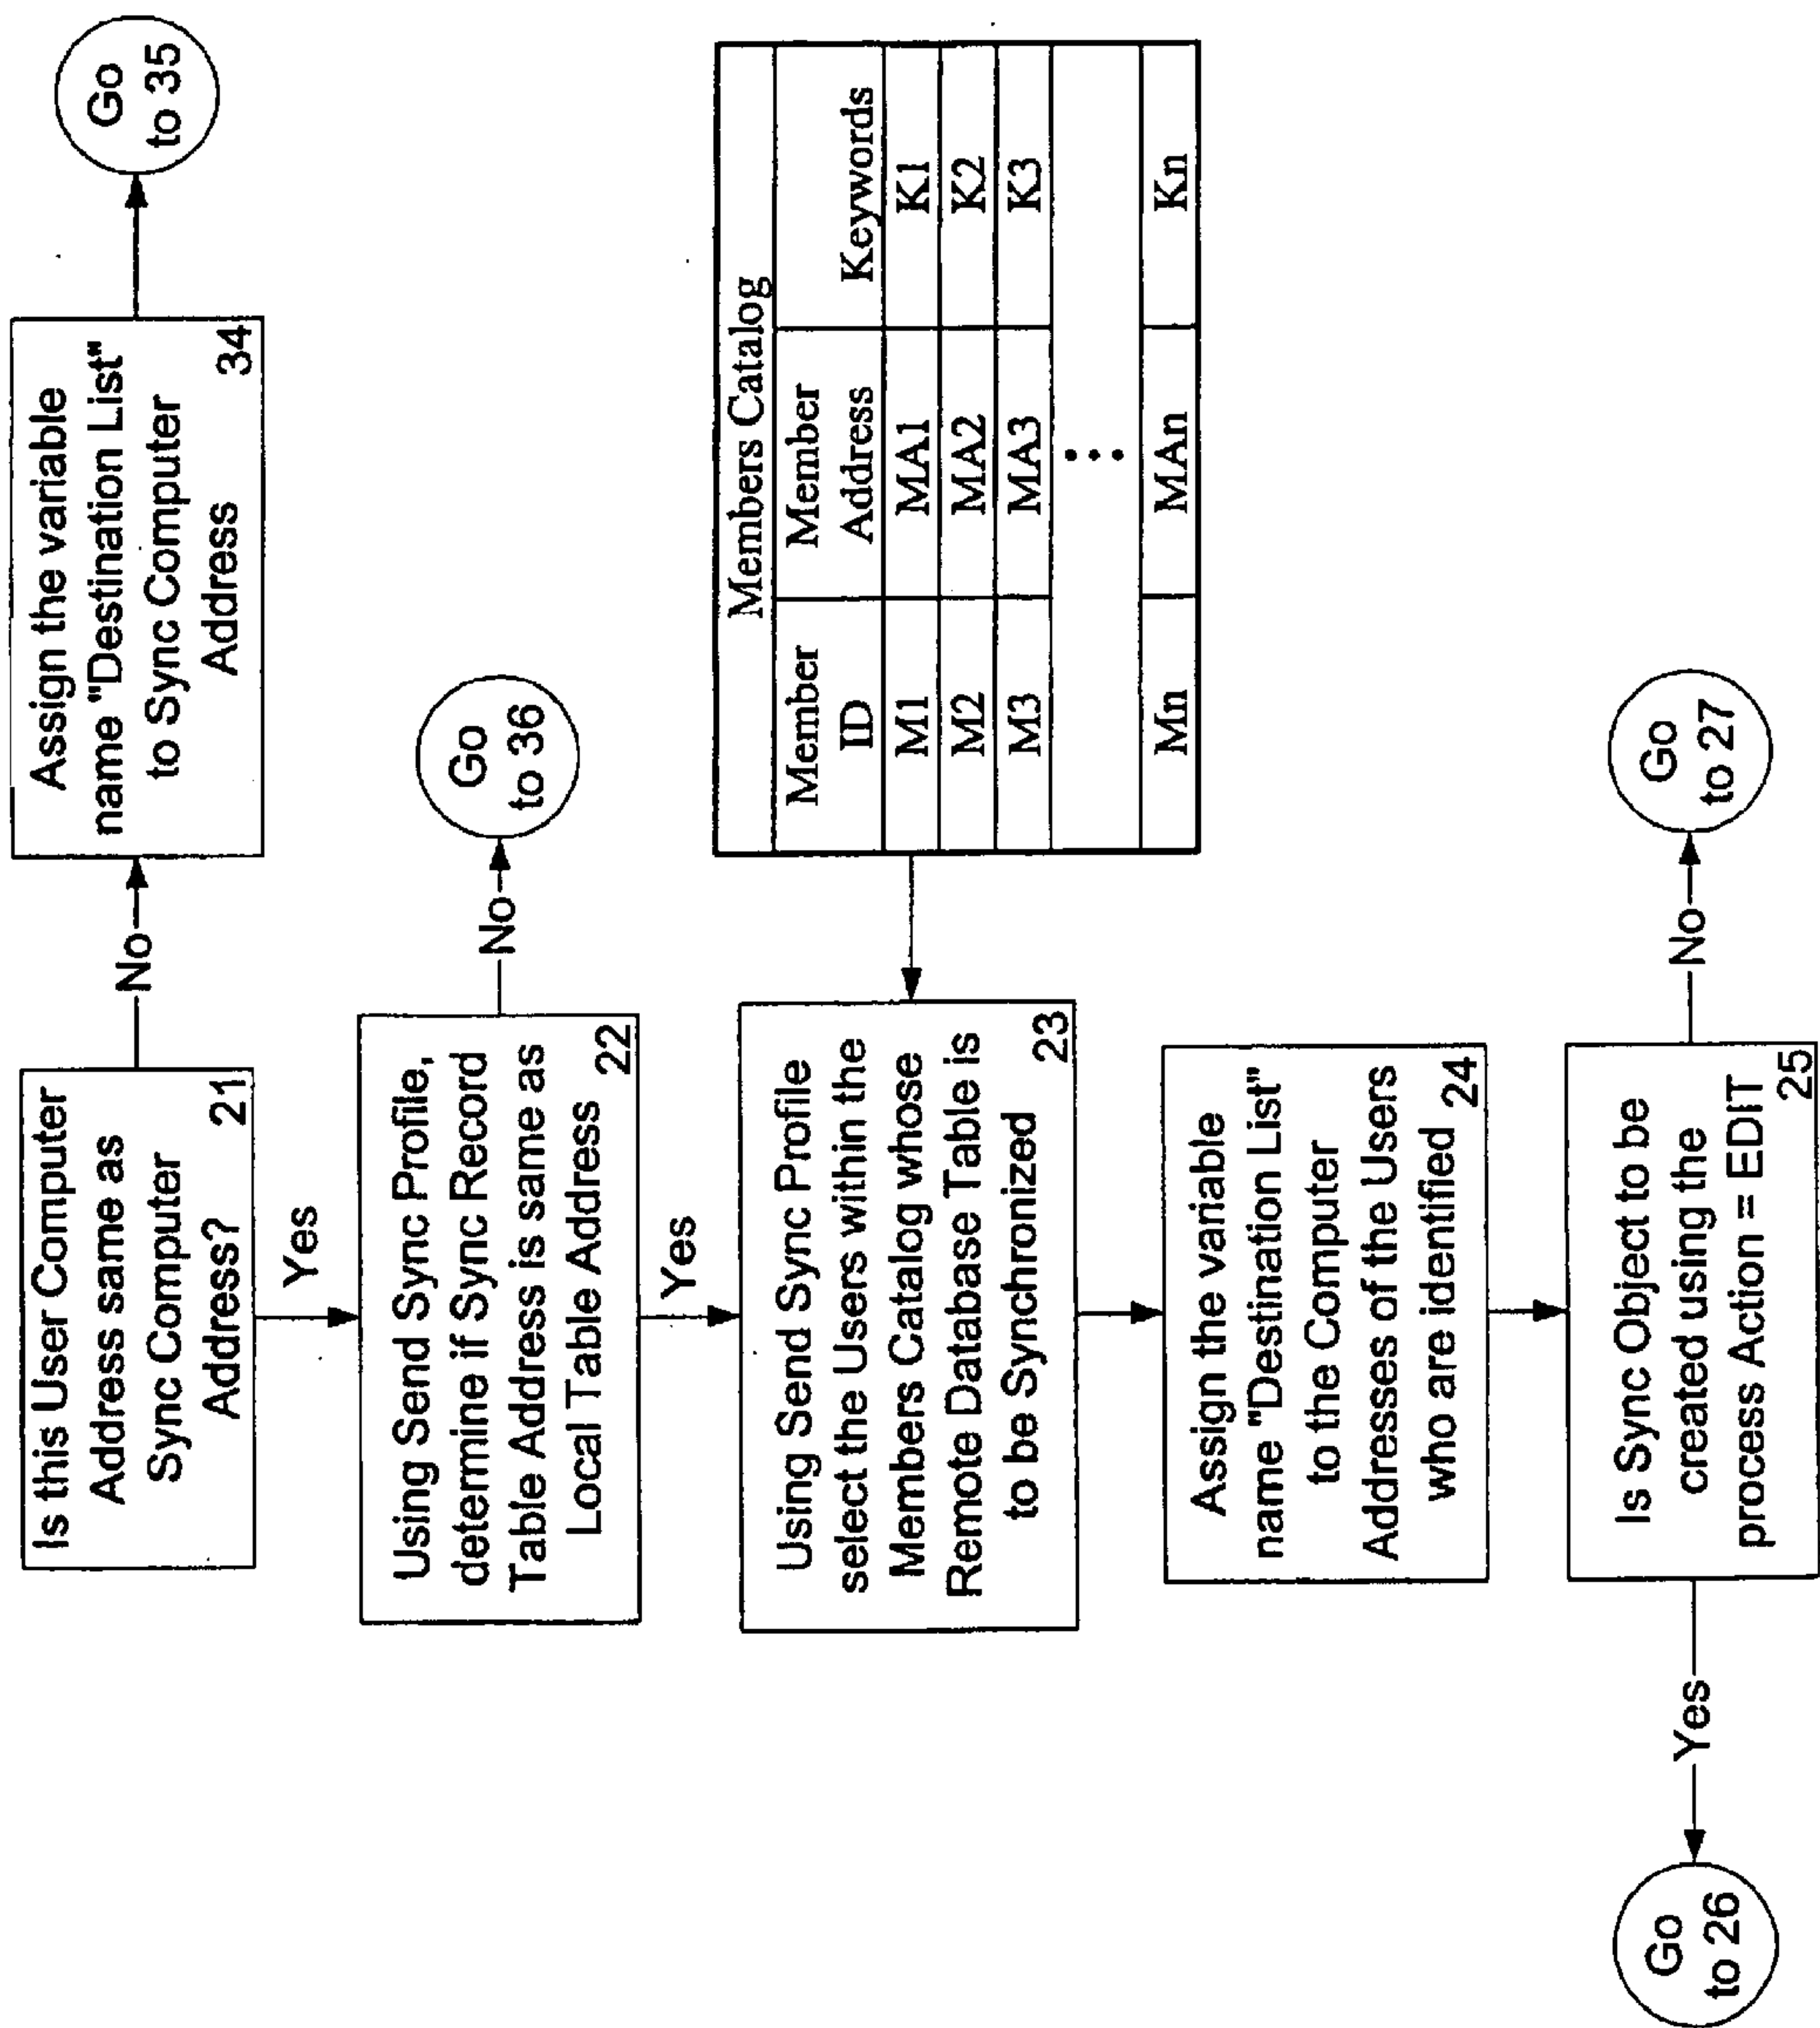 Is this User Computer
Address same as
Sync Computer
Address?
21
No
Assign the variable
name "Destination List"
to Sync Computer
Address
34
Go
to 35
Yes
Using Send Sync Profile,
determine if Sync Record
Table Address is same as
Local Table Address
22
No
Go
to 36
Yes
Using Send Sync Profile
select the Users within the
Members Catalog whose
Remote Database Table is
to be Synchronized
23
Members Catalog
Member ID Member Address Keywords
M1 MA1 K1
M2 MA2 K2
M3 MA3 K3
⋮
Mn MAn Kn
Assign the variable
name "Destination List"
to the Computer
Addresses of the Users
who are identified
24
Is Sync Object to be
created using the
process Action = EDIT
25
Yes
Go
to 26
No
Go
to 27